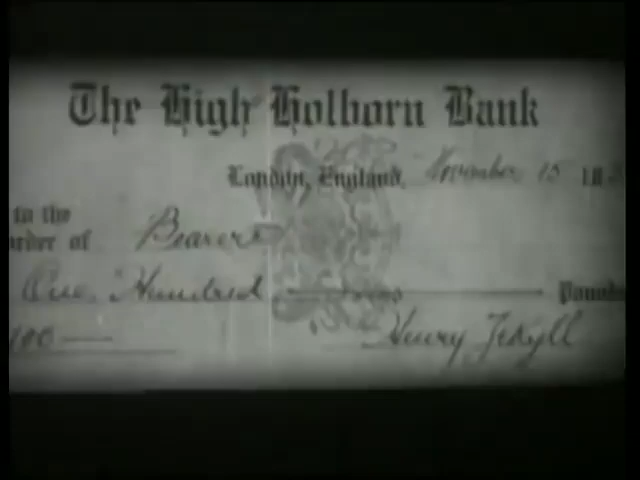 The High Holborn Bank
London, England, November 15 18
to the
order of Bearer
One Hundred Pounds
100
Henry Jekyll